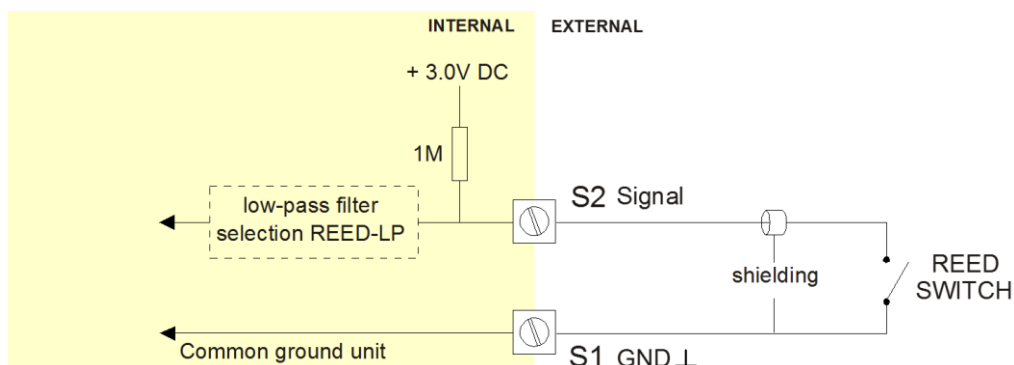 INTERNAL EXTERNAL
+ 3.0V DC
1M
low-pass filter
selection REED-LP
S2 Signal
shielding
REED
SWITCH
Common ground unit
S1 GND ⊥